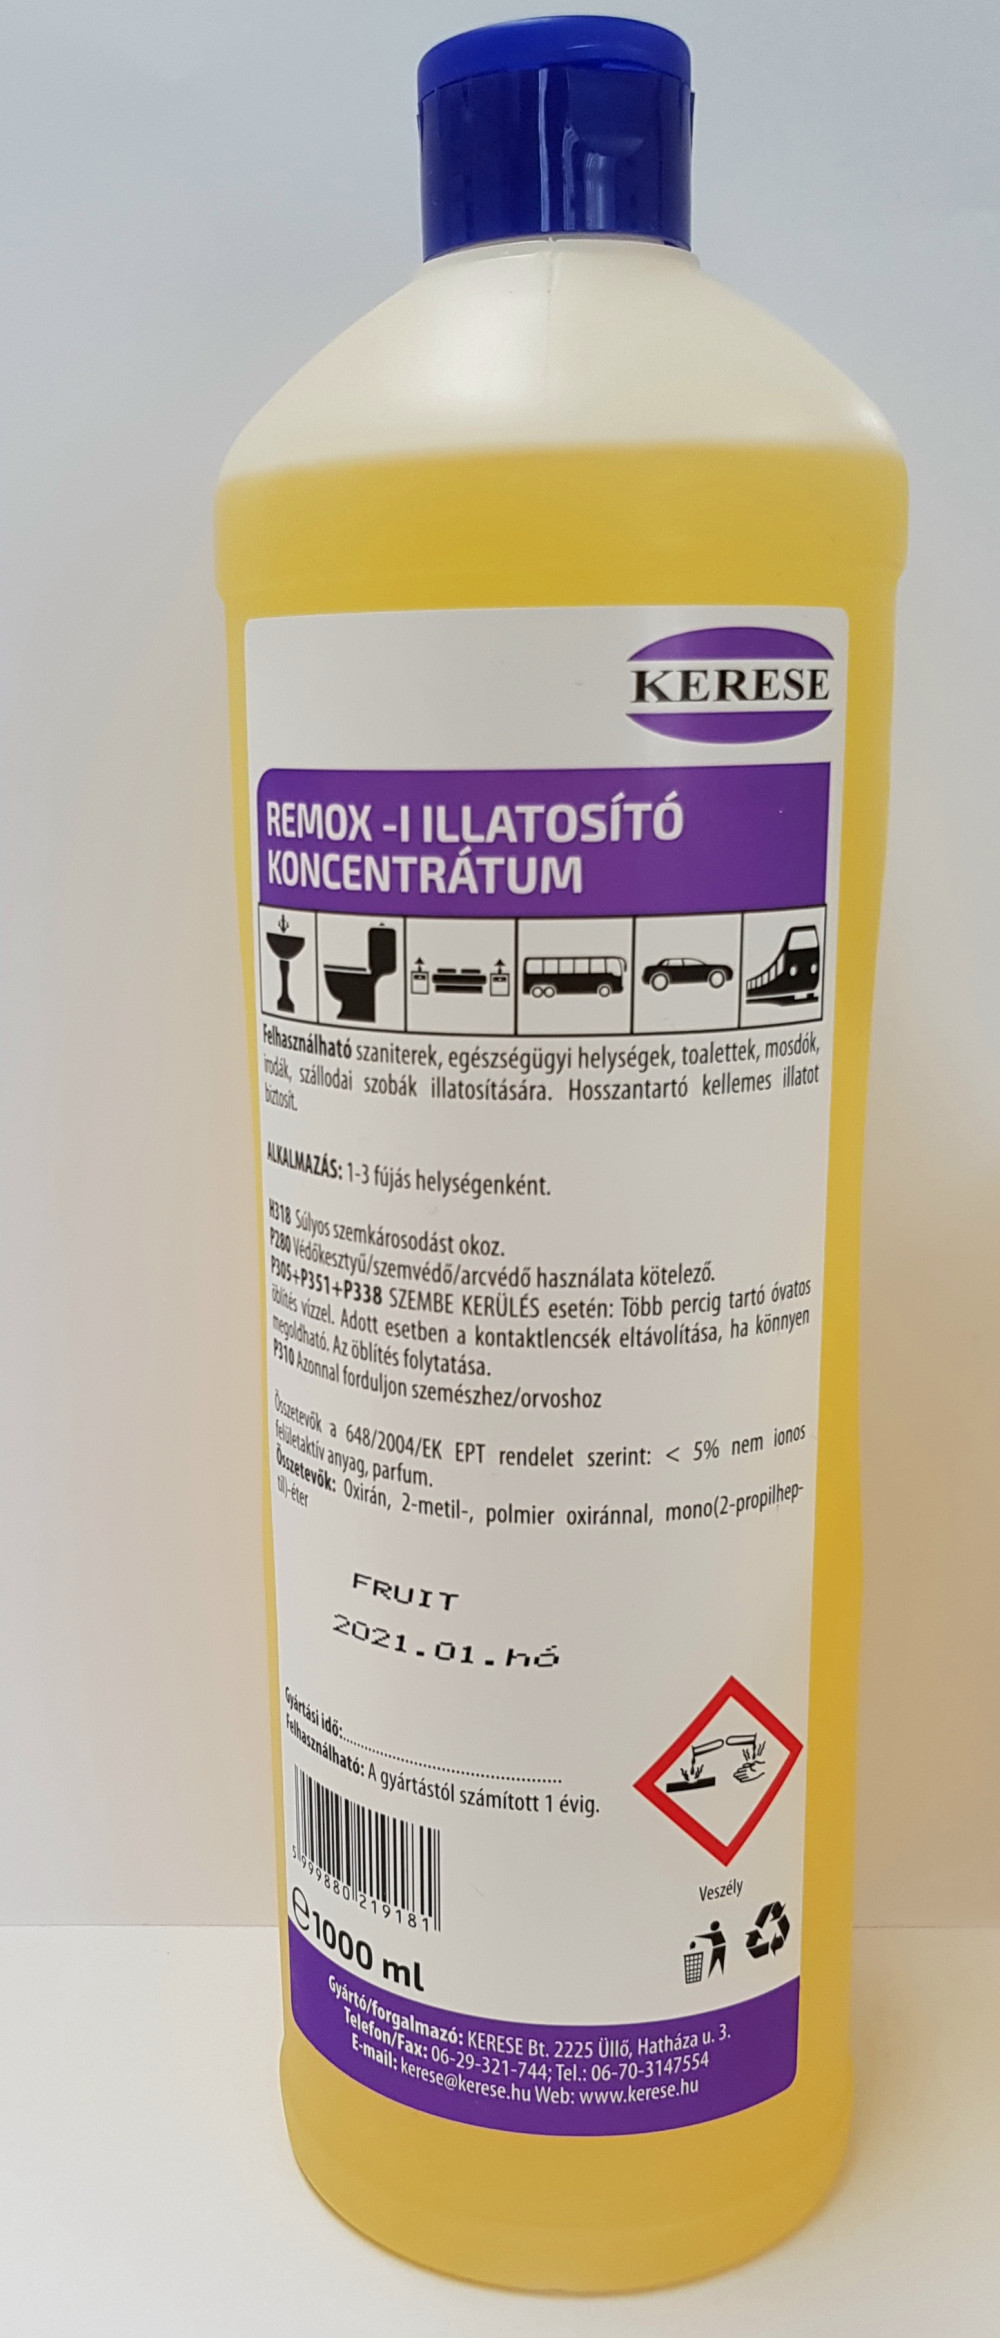 KERESE
REMOX -I ILLATOSÍTÓ
KONCENTRÁTUM
Felhasználható szaniterek, egészségügyi helységek, toalettek, mosdók,
irodák, szállodai szobák illatosítására. Hosszantartó kellemes illatot
biztosít.
ALKALMAZÁS: 1-3 fújás helységenként.
H318 Súlyos szemkárosodást okoz.
P280 Védőkesztyű/szemvédő/arcvédő használata kötelező.
P305+P351+P338 SZEMBE KERÜLÉS esetén: Több percig tartó óvatos
öblítés vízzel. Adott esetben a kontaktlencsék eltávolítása, ha könnyen
megoldható. Az öblítés folytatása.
P310 Azonnal forduljon szemészhez/orvoshoz
Összetevők a 648/2004/EK EPT rendelet szerint: < 5% nem ionos
felületaktív anyag, parfum.
Összetevők: Oxirán, 2-metil-, polmier oxiránnal, mono(2-propilhep-
til)-éter
FRUIT
2021.01.hó
Gyártási idő:........................................
Felhasználható: A gyártástól számított 1 évig.
5 999880 219181
℮1000 ml
Veszély
Gyártó/forgalmazó: KERESE Bt. 2225 Üllő, Hatháza u. 3.
Telefon/Fax: 06-29-321-744; Tel.: 06-70-3147554
E-mail: kerese@kerese.hu Web: www.kerese.hu